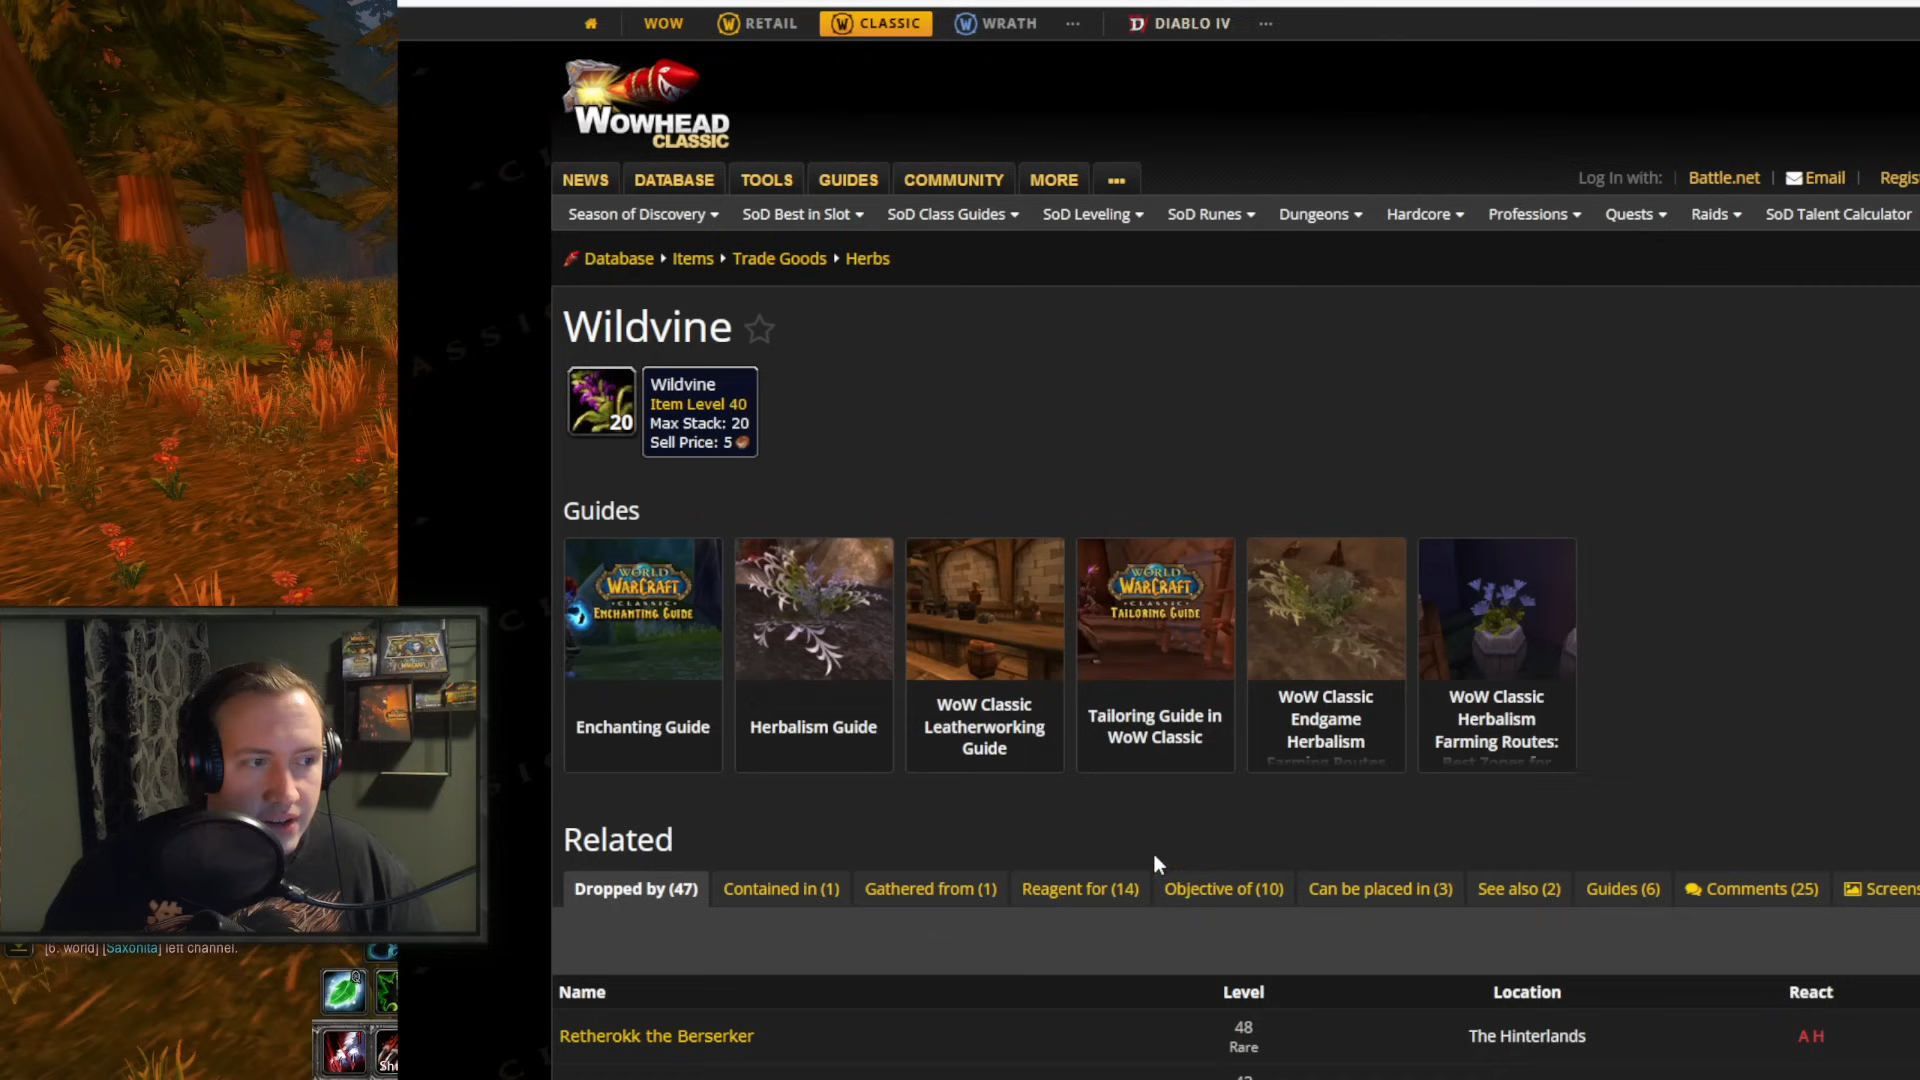 WOW RETAIL CLASSIC WRATH ... DIABLO IV ...
WOWHEAD
CLASSIC
NEWS DATABASE TOOLS GUIDES COMMUNITY MORE ...
Log In with: Battle.net | Email | Regis
Season of Discovery SoD Best in Slot SoD Class Guides SoD Leveling SoD Runes Dungeons Hardcore Professions Quests Raids SoD Talent Calculator
Database Items Trade Goods Herbs
Wildvine
20
Wildvine
Item Level 40
Max Stack: 20
Sell Price: 5
Guides
WORLD
WARCRAFT
CLASSIC
ENCHANTING GUIDE
WORLD
WARCRAFT
CLASSIC
TAILORING GUIDE
Enchanting Guide
Herbalism Guide
WoW Classic
Leatherworking
Guide
Tailoring Guide in
WoW Classic
WoW Classic
Endgame
Herbalism
Farming Routes
WoW Classic
Herbalism
Farming Routes:
Best Zones for
Related
Dropped by (47) Contained in (1) Gathered from (1) Reagent for (14) Objective of (10) Can be placed in (3) See also (2) Guides (6) Comments (25) Screens
Name Level Location React
Retherokk the Berserker 48 The Hinterlands A H
Rare
[6. world] [Saxonita] left channel.
Q